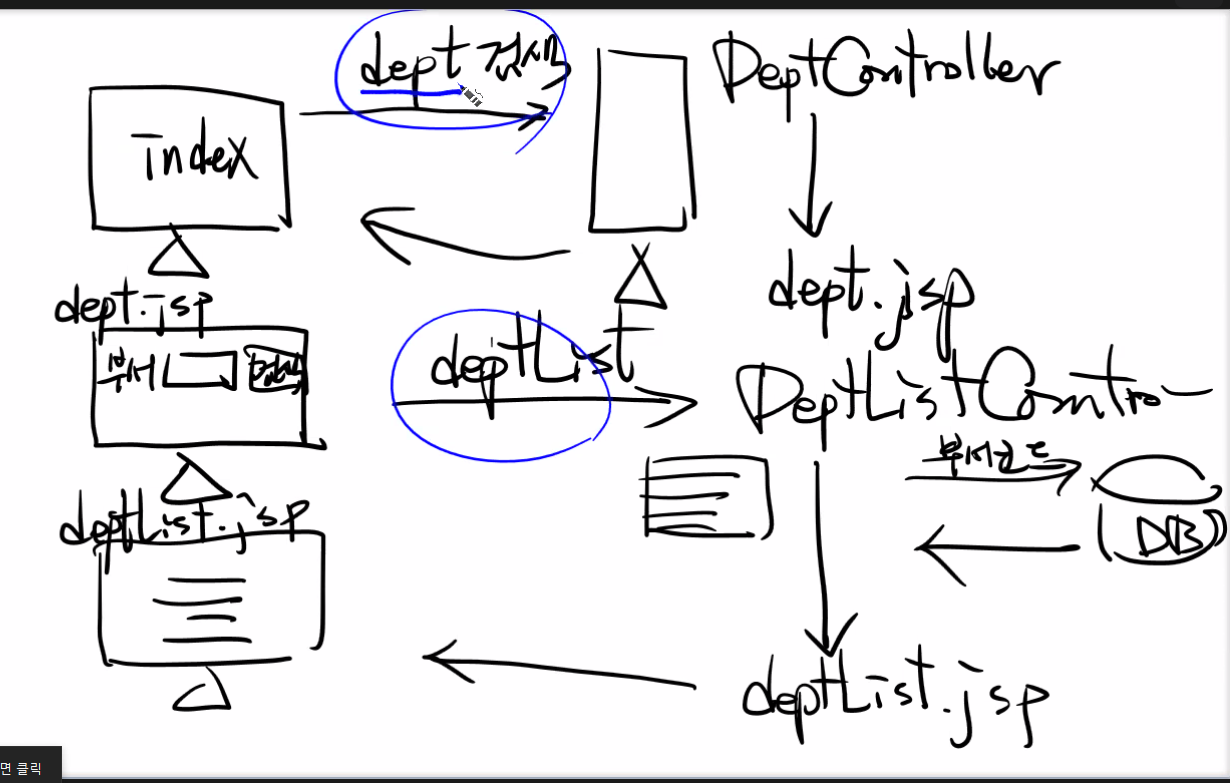 dept 검색
DeptController
index
dept.jsp
dept.jsp
부서 검색
deptList
DeptListContro
부서코드
deptList.jsp
DB
deptList.jsp
면 클릭